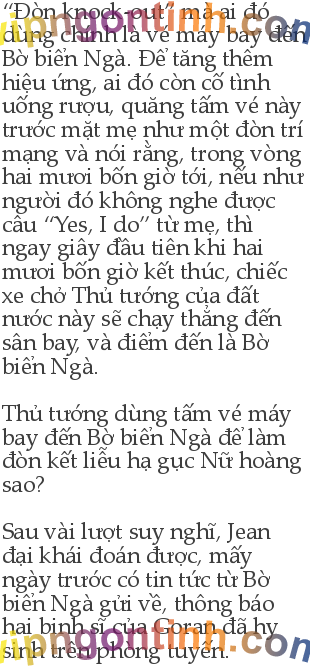 “Đòn knock-out” mà ai đó
dùng chính là vé máy bay đến
Bờ biển Ngà. Để tăng thêm
hiệu ứng, ai đó còn cố tình
uống rượu, quăng tấm vé này
trước mặt mẹ như một đòn trí
mạng và nói rằng, trong vòng
hai mươi bốn giờ tới, nếu như
người đó không nghe được
câu “Yes, I do” từ mẹ, thì
ngay giây đầu tiên khi hai
mươi bốn giờ kết thúc, chiếc
xe chở Thủ tướng của đất
nước này sẽ chạy thẳng đến
sân bay, và điểm đến là Bờ
biển Ngà.
Thủ tướng dùng tấm vé máy
bay đến Bờ biển Ngà để làm
đòn kết liễu hạ gục Nữ hoàng
sao?
Sau vài lượt suy nghĩ, Jean
đại khái đoán được, mấy
ngày trước có tin tức từ Bờ
biển Ngà gửi về, thông báo
hai binh sĩ của Goran đã hy
sinh trên phòng tuyến.
vipngontinh.com
vipngontinh.com